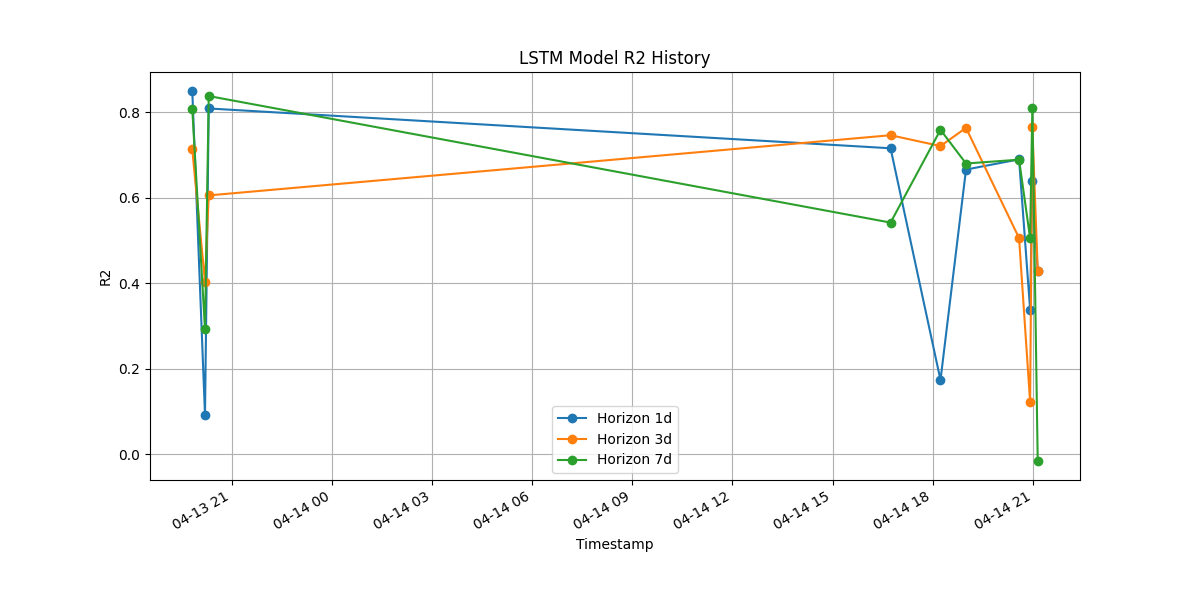 LSTM Model R2 History
R2
0.8
0.6
0.4
0.2
0.0
Horizon 1d
Horizon 3d
Horizon 7d
04-13 21
04-14 00
04-14 03
04-14 06
04-14 09
04-14 12
04-14 15
04-14 18
04-14 21
Timestamp